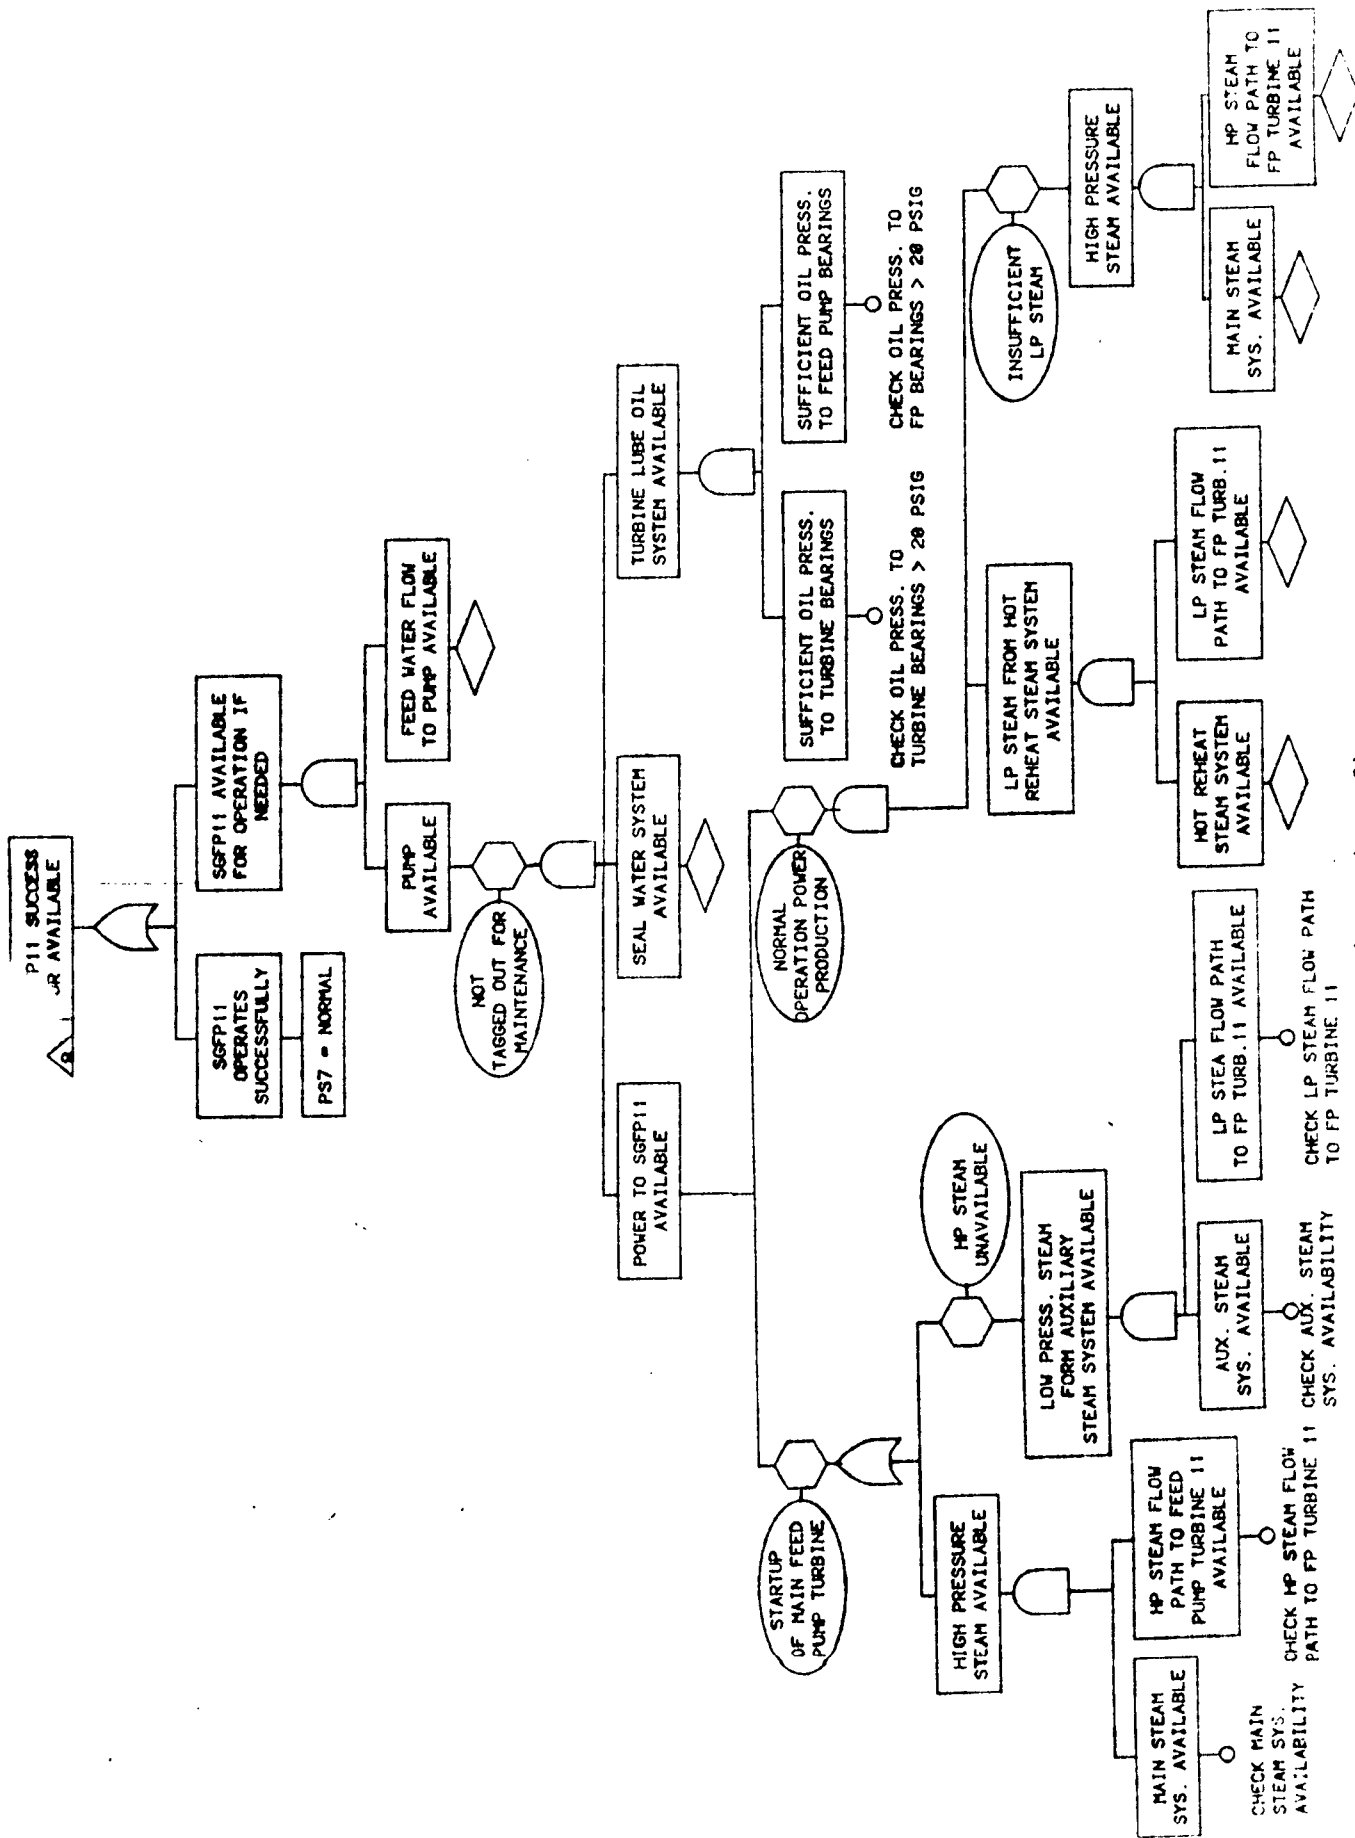 P11 SUCCESS
OR AVAILABLE
SGFP11
OPERATES
SUCCESSFULLY
PS7 = NORMAL
SGFP11 AVAILABLE
FOR OPERATION IF
NEEDED
PUMP
AVAILABLE
FEED WATER FLOW
TO PUMP AVAILABLE
NOT
TAGGED OUT FOR
MAINTENANCE
POWER TO SGFP11
AVAILABLE
SEAL WATER SYSTEM
AVAILABLE
TURBINE LUBE OIL
SYSTEM AVAILABLE
SUFFICIENT OIL PRESS.
TO TURBINE BEARINGS
CHECK OIL PRESS. TO
TURBINE BEARINGS > 20 PSIG
SUFFICIENT OIL PRESS.
TO FEED PUMP BEARINGS
CHECK OIL PRESS. TO
FP BEARINGS > 20 PSIG
STARTUP
OF MAIN FEED
PUMP TURBINE
NORMAL
OPERATION POWER
PRODUCTION
HIGH PRESSURE
STEAM AVAILABLE
HP STEAM
UNAVAILABLE
LOW PRESS. STEAM
FORM AUXILIARY
STEAM SYSTEM AVAILABLE
LP STEAM FROM HOT
REHEAT STEAM SYSTEM
AVAILABLE
INSUFFICIENT
LP STEAM
HIGH PRESSURE
STEAM AVAILABLE
MAIN STEAM
SYS. AVAILABLE
CHECK MAIN
STEAM SYS.
AVAILABILITY
HP STEAM FLOW
PATH TO FEED
PUMP TURBINE 11
AVAILABLE
CHECK HP STEAM FLOW
PATH TO FP TURBINE 11
AUX. STEAM
SYS. AVAILABLE
CHECK AUX. STEAM
SYS. AVAILABILITY
LP STEA FLOW PATH
TO FP TURB.11 AVAILABLE
CHECK LP STEAM FLOW PATH
TO FP TURBINE 11
HOT REHEAT
STEAM SYSTEM
AVAILABLE
LP STEAM FLOW
PATH TO FP TURB.11
AVAILABLE
MAIN STEAM
SYS. AVAILABLE
HP STEAM
FLOW PATH TO
FP TURBINE 11
AVAILABLE